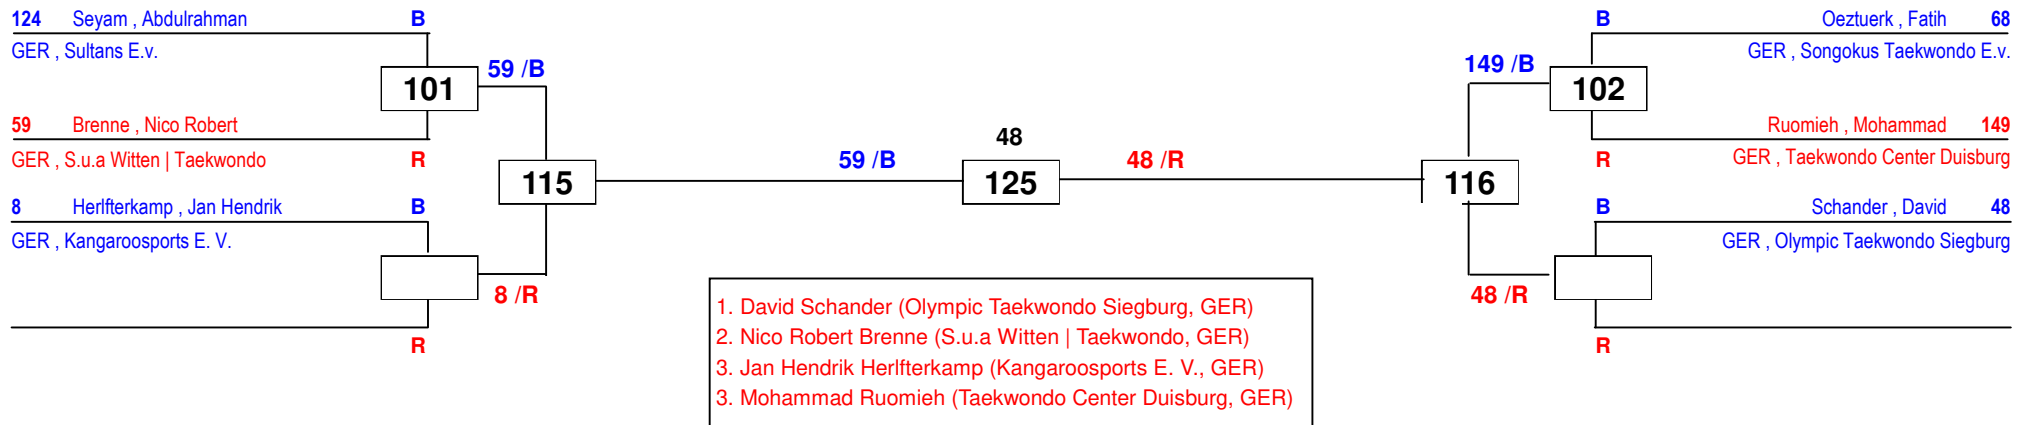 124 Seyam , Abdulrahman B
GER , Sultans E.v.
59 /B
101
59 Brenne , Nico Robert
GER , S.u.a Witten | Taekwondo R
115
8 Herlfterkamp , Jan Hendrik B
GER , Kangaroosports E. V.
8 /R
R
59 /B
48
125
48 /R
B Oeztuerk , Fatih 68
GER , Songokus Taekwondo E.v.
149 /B
102
Ruomieh , Mohammad 149
R GER , Taekwondo Center Duisburg
116
B Schander , David 48
GER , Olympic Taekwondo Siegburg
48 /R
R
1. David Schander (Olympic Taekwondo Siegburg, GER)
2. Nico Robert Brenne (S.u.a Witten | Taekwondo, GER)
3. Jan Hendrik Herlfterkamp (Kangaroosports E. V., GER)
3. Mohammad Ruomieh (Taekwondo Center Duisburg, GER)